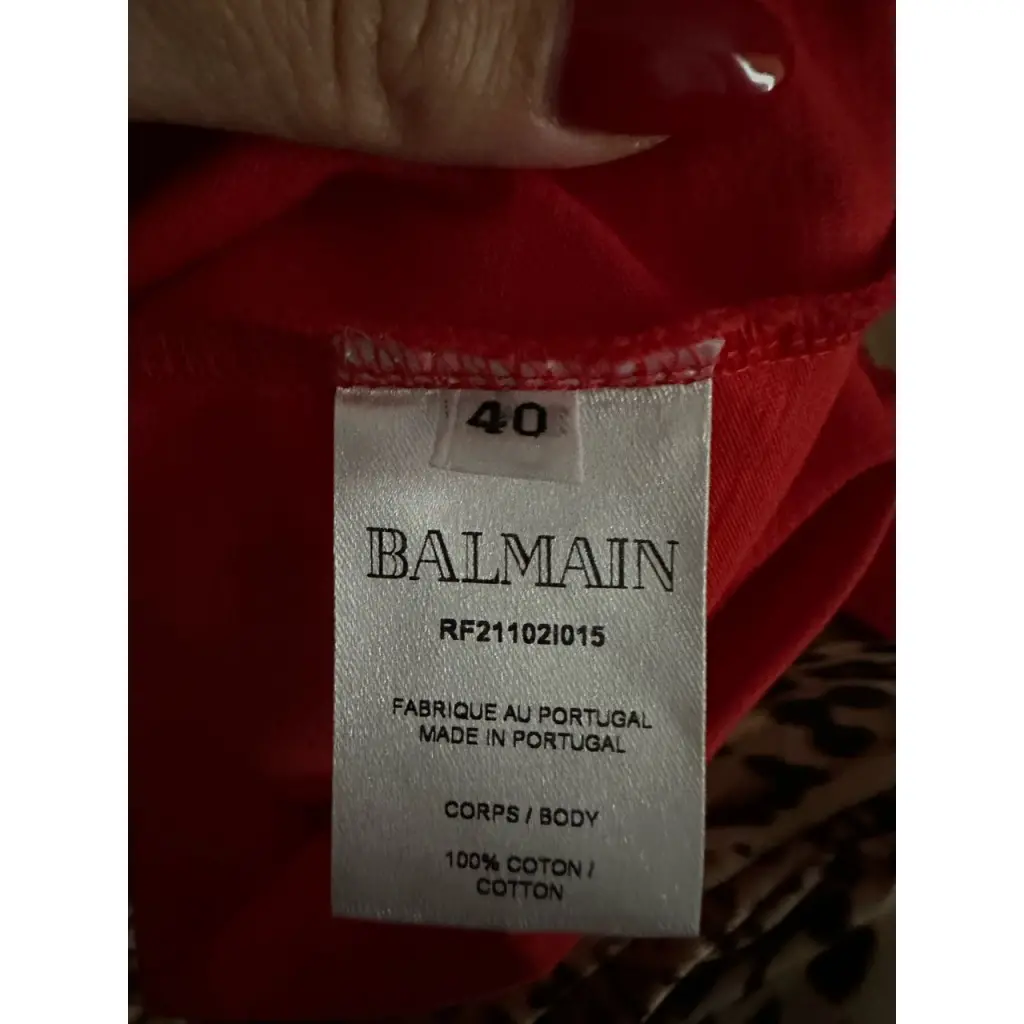 40
BALMAIN
RF21102I015
FABRIQUE AU PORTUGAL
MADE IN PORTUGAL
CORPS / BODY
100% COTON /
COTTON